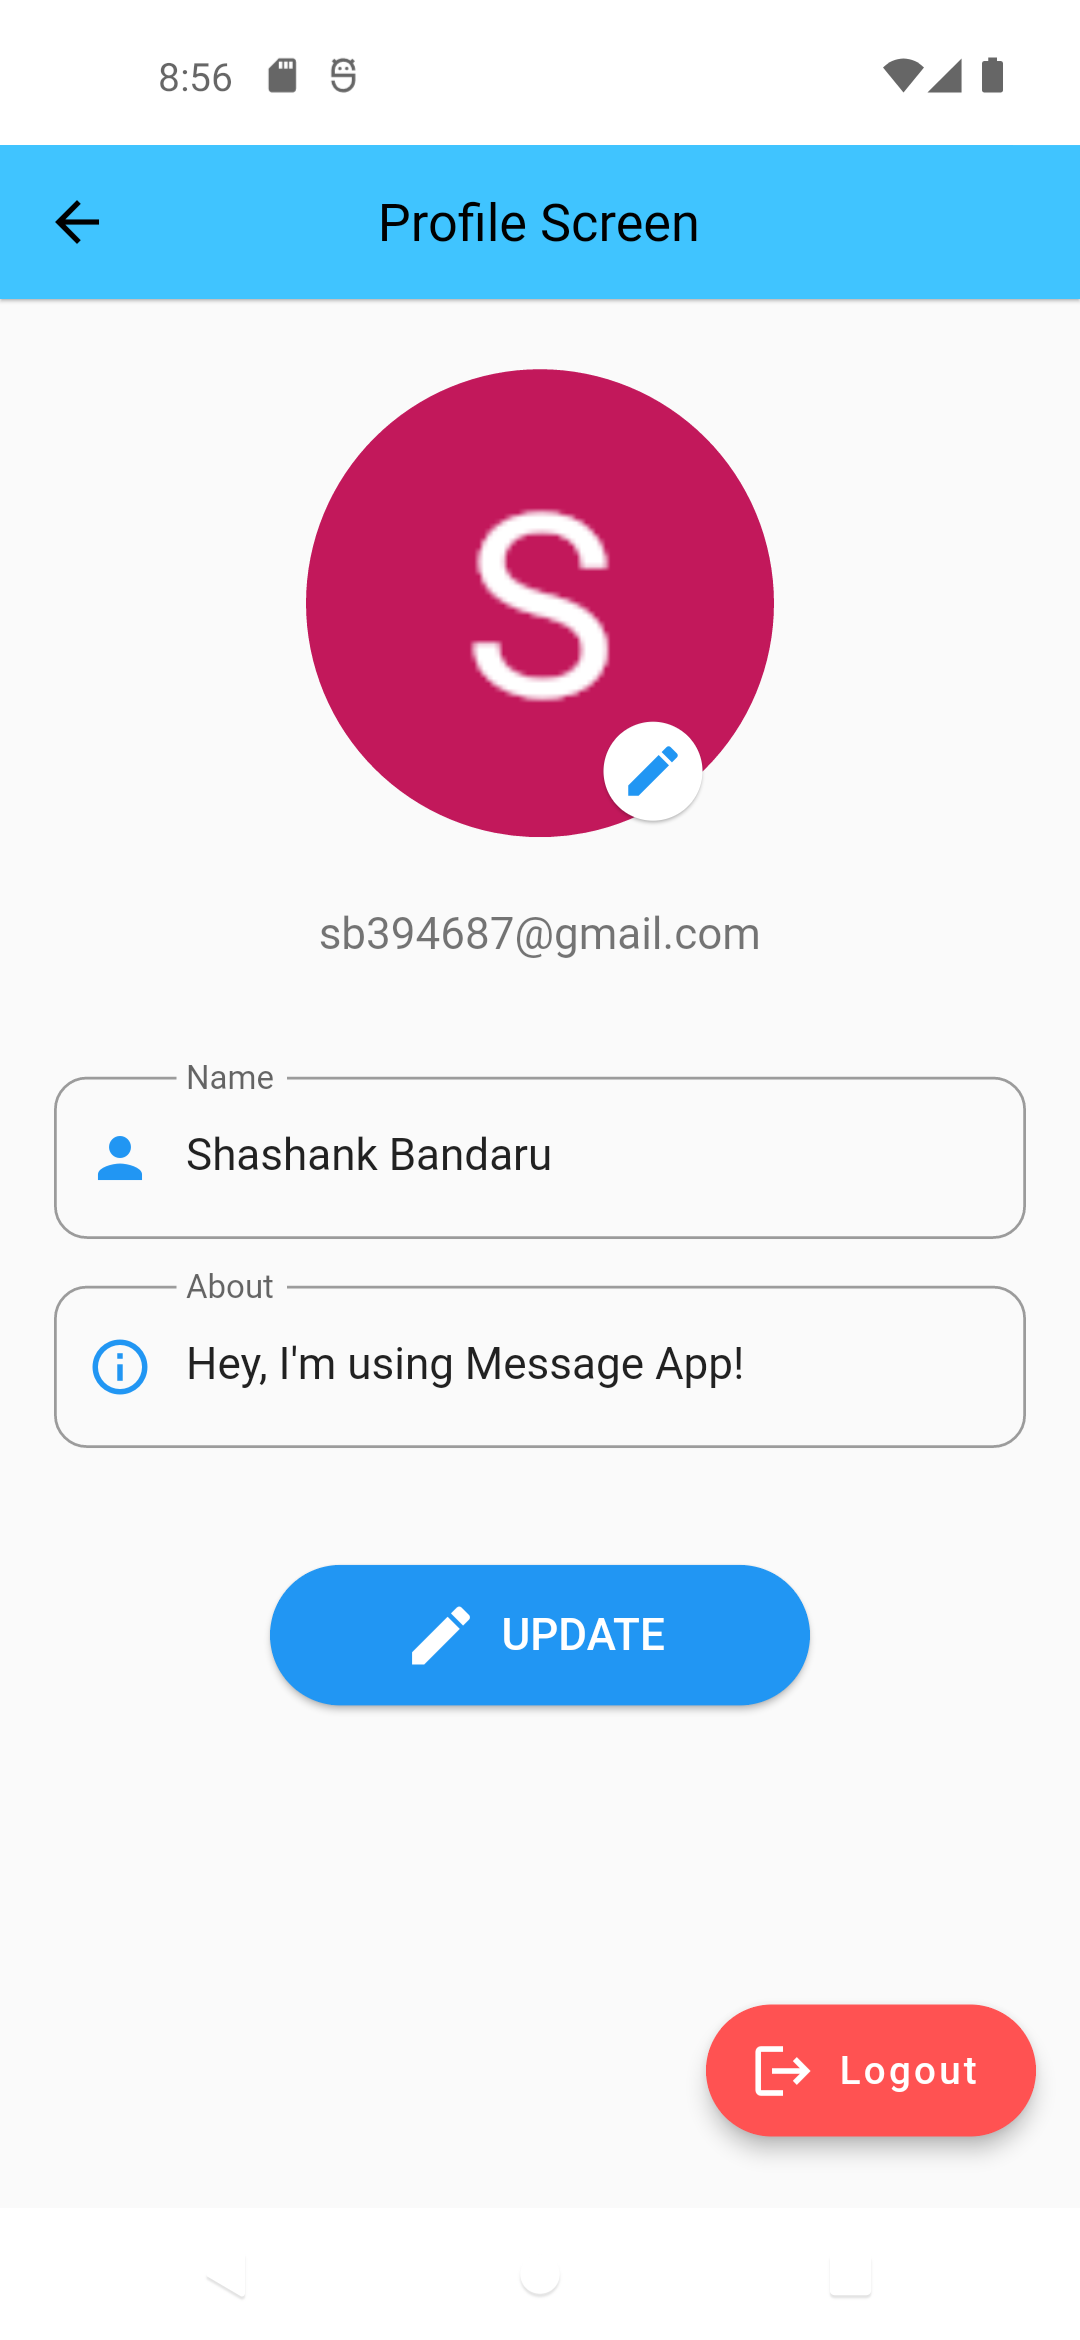 8:56
Profile Screen
S
sb394687@gmail.com
Name
Shashank Bandaru
About
Hey, I'm using Message App!
UPDATE
Logout